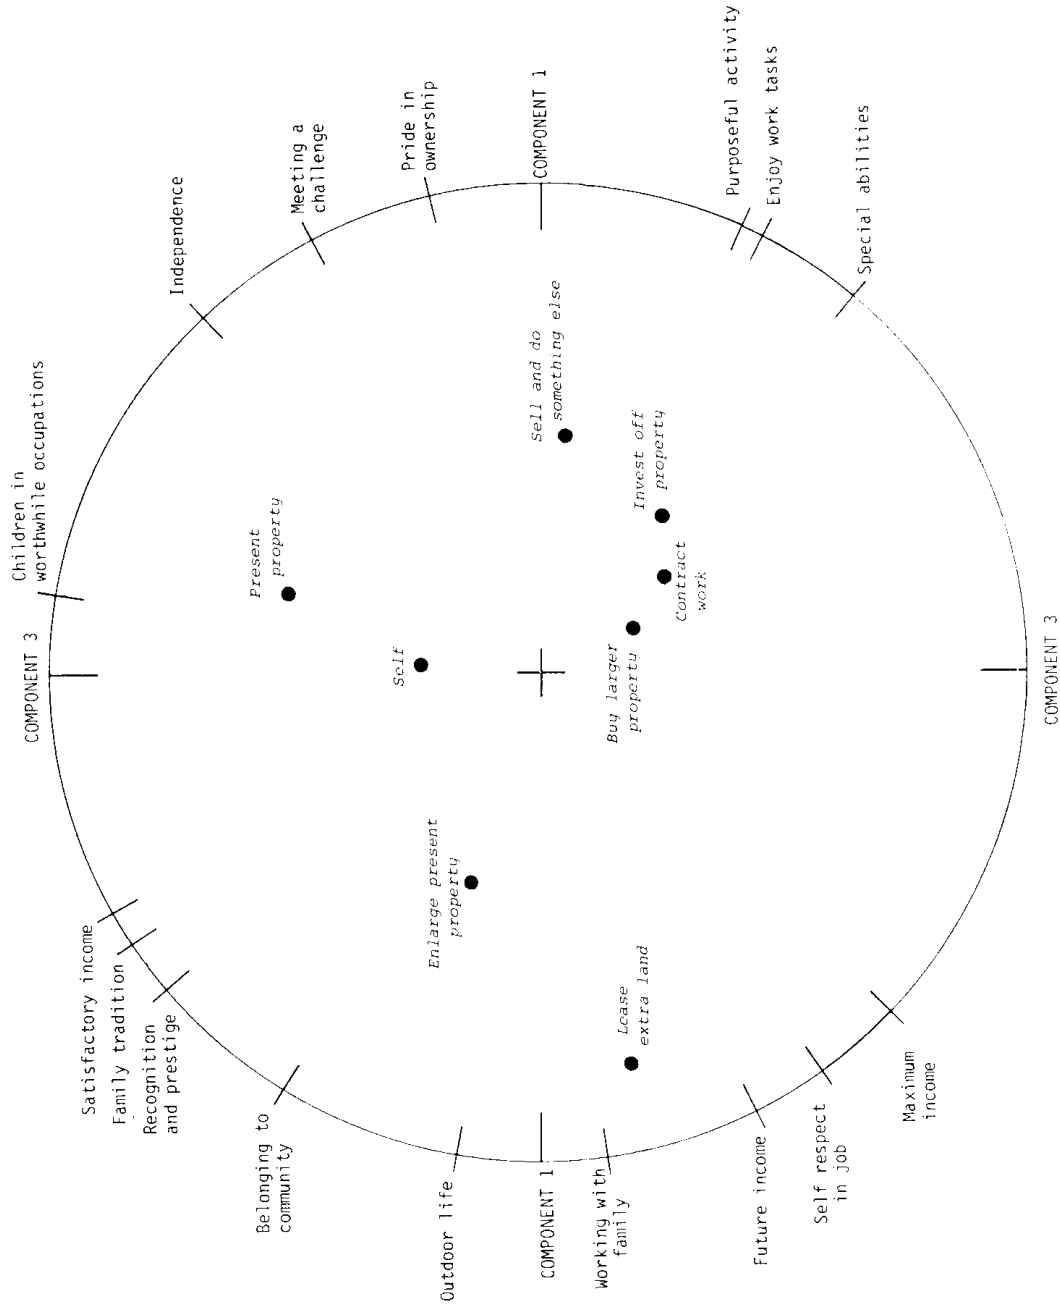 COMPONENT 3
Children in
worthwhile occupations
Independence
Meeting a
challenge
Pride in
ownership
COMPONENT 1
Purposeful activity
Enjoy work tasks
Special abilities
COMPONENT 3
Maximum
income
Self respect
in job
Future income
Working with
family
COMPONENT 1
Outdoor life
Belonging to
community
Recognition
and prestige
Family tradition
Satisfactory income
Present
property
Self
Sell and do
something else
Invest off
property
Contract
work
Buy larger
property
Enlarge present
property
Lease
extra land